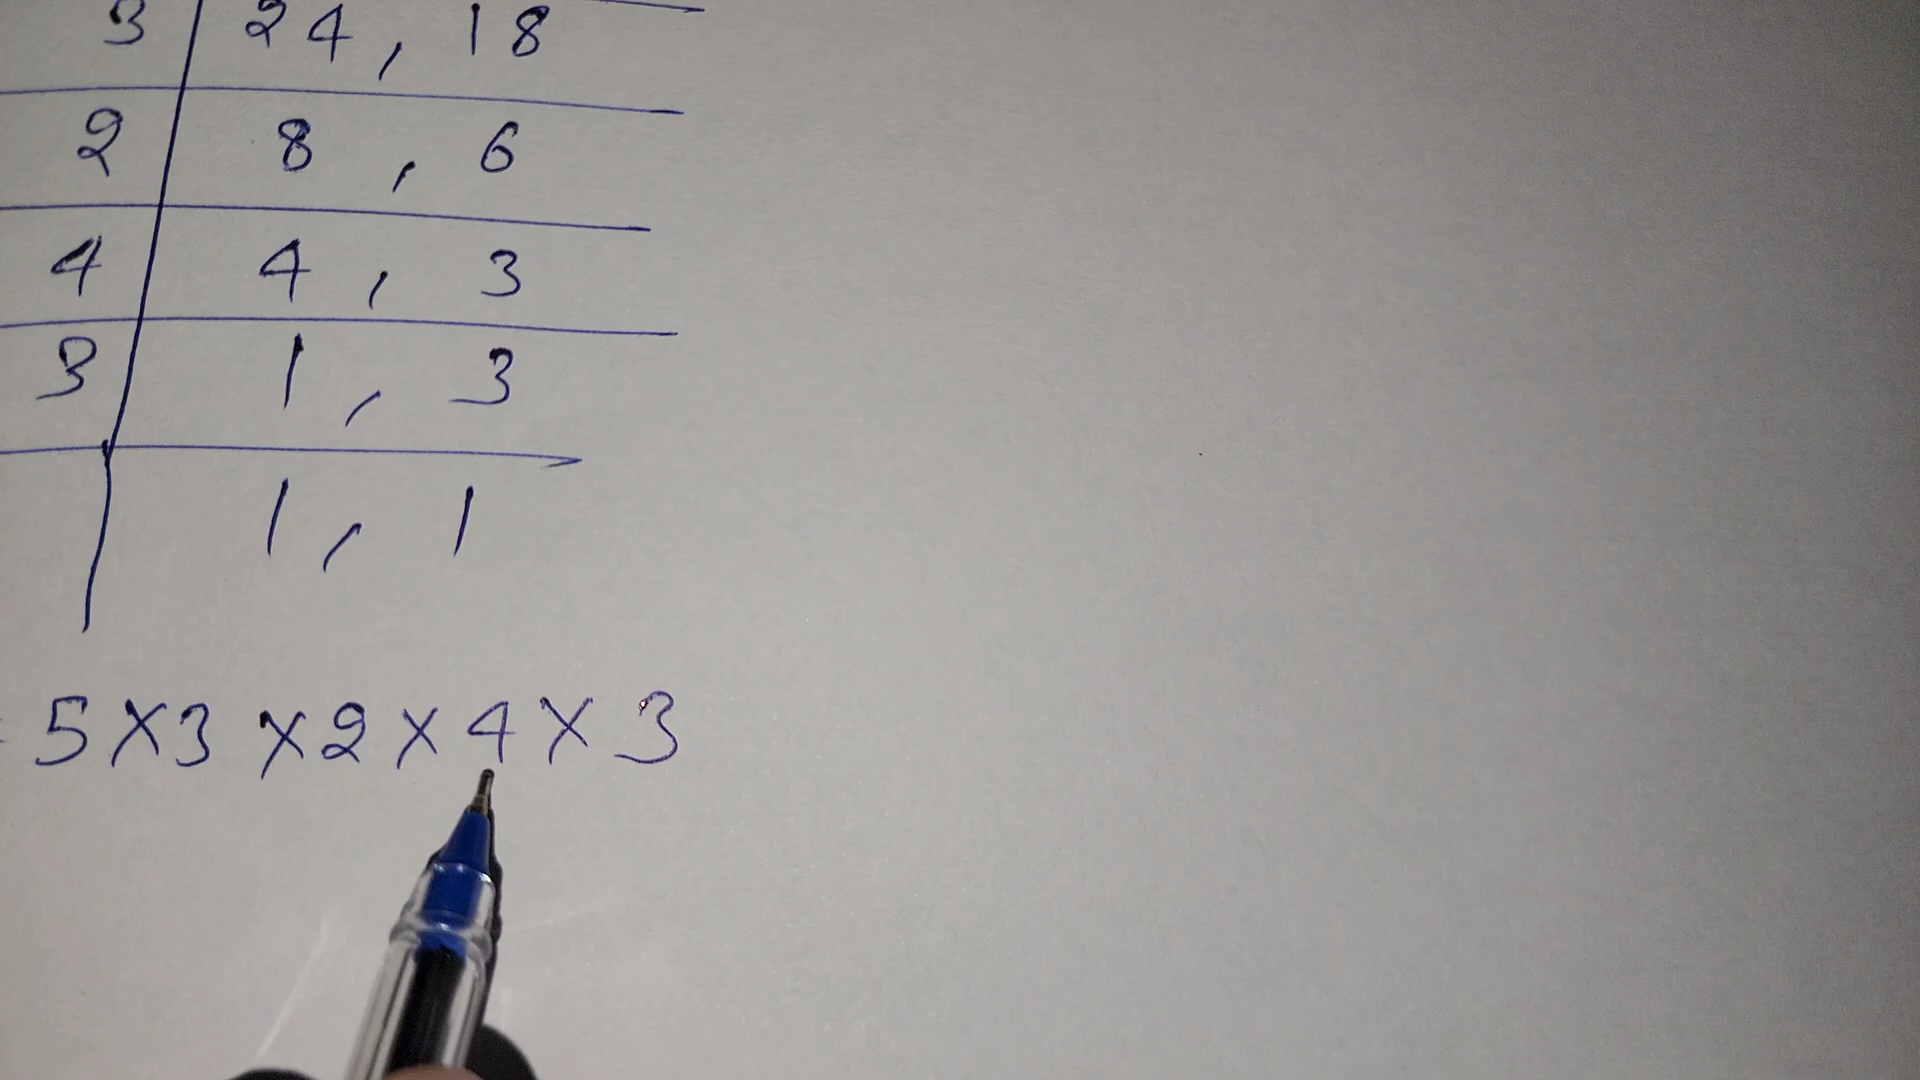 3 | 24, 18
2 | 8, 6
4 | 4, 3
3 | 1, 3
1, 1
5 × 3 × 2 × 4 × 3